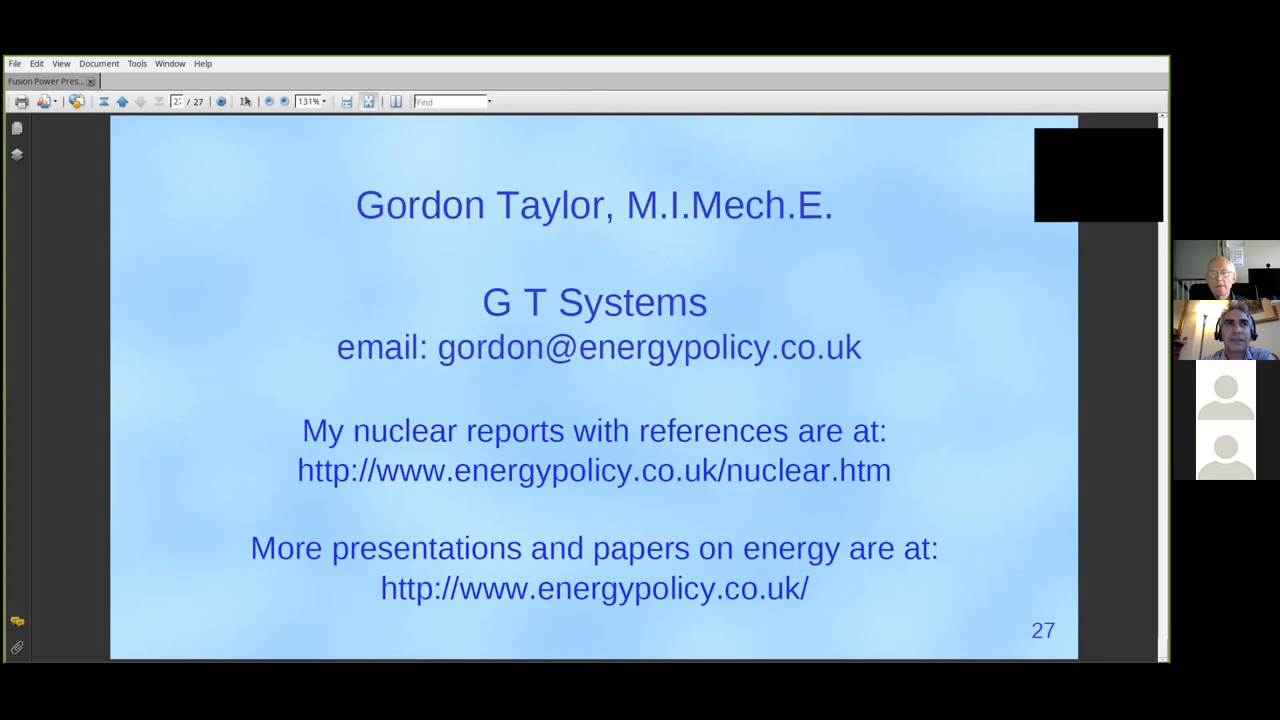 File Edit View Document Tools Window Help
Fusion Power Pres...
/ 27 131% Find
Gordon Taylor, M.I.Mech.E.
G T Systems
email: gordon@energypolicy.co.uk
My nuclear reports with references are at:
http://www.energypolicy.co.uk/nuclear.htm
More presentations and papers on energy are at:
http://www.energypolicy.co.uk/
27